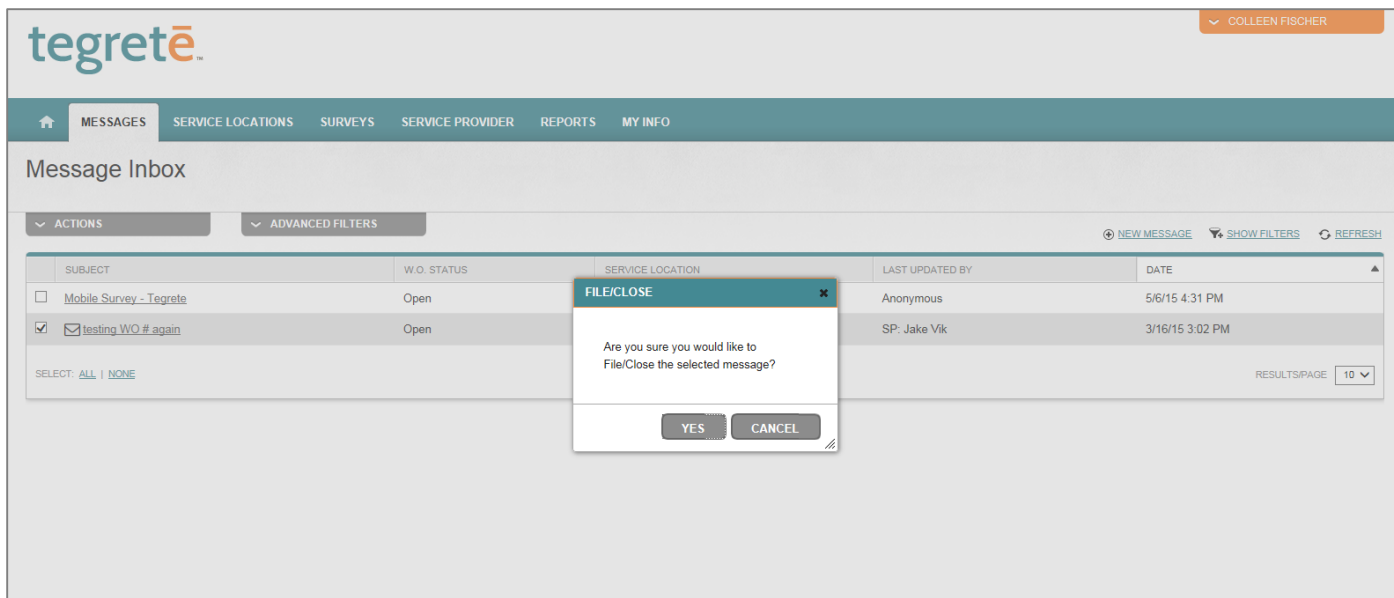 COLLEEN FISCHER
tegretē™
MESSAGES SERVICE LOCATIONS SURVEYS SERVICE PROVIDER REPORTS MY INFO
Message Inbox
ACTIONS ADVANCED FILTERS
NEW MESSAGE SHOW FILTERS REFRESH
SUBJECT W.O. STATUS SERVICE LOCATION LAST UPDATED BY DATE
Mobile Survey - Tegrete Open Anonymous 5/6/15 4:31 PM
testing WO # again Open SP: Jake Vik 3/16/15 3:02 PM
SELECT: ALL | NONE RESULTS/PAGE 10
FILE/CLOSE
Are you sure you would like to
File/Close the selected message?
YES CANCEL